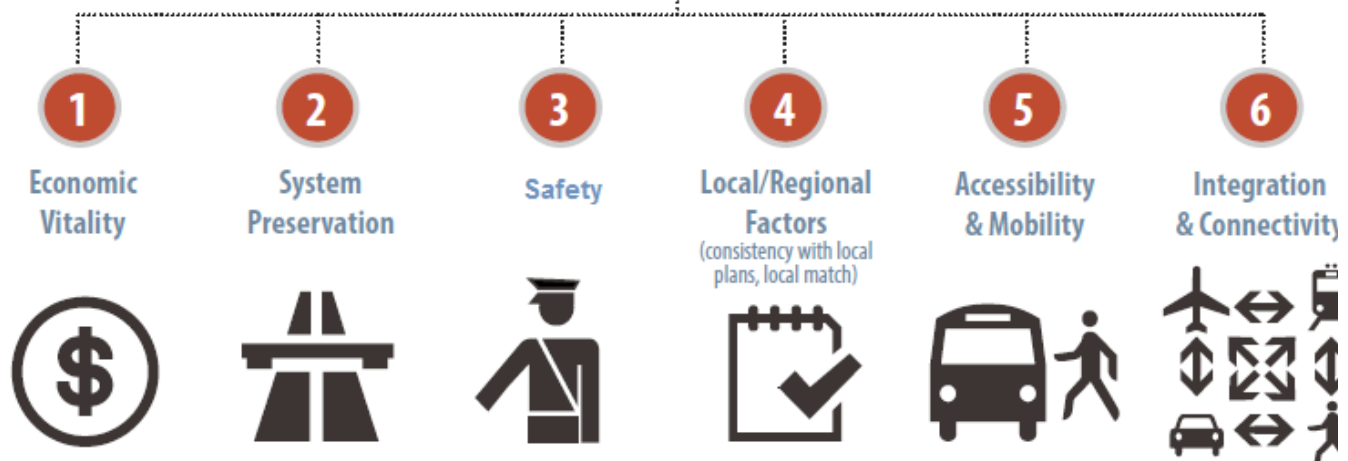 1
Economic
Vitality
$
2
System
Preservation
3
Safety
4
Local/Regional
Factors
(consistency with local
plans, local match)
5
Accessibility
& Mobility
6
Integration
& Connectivity